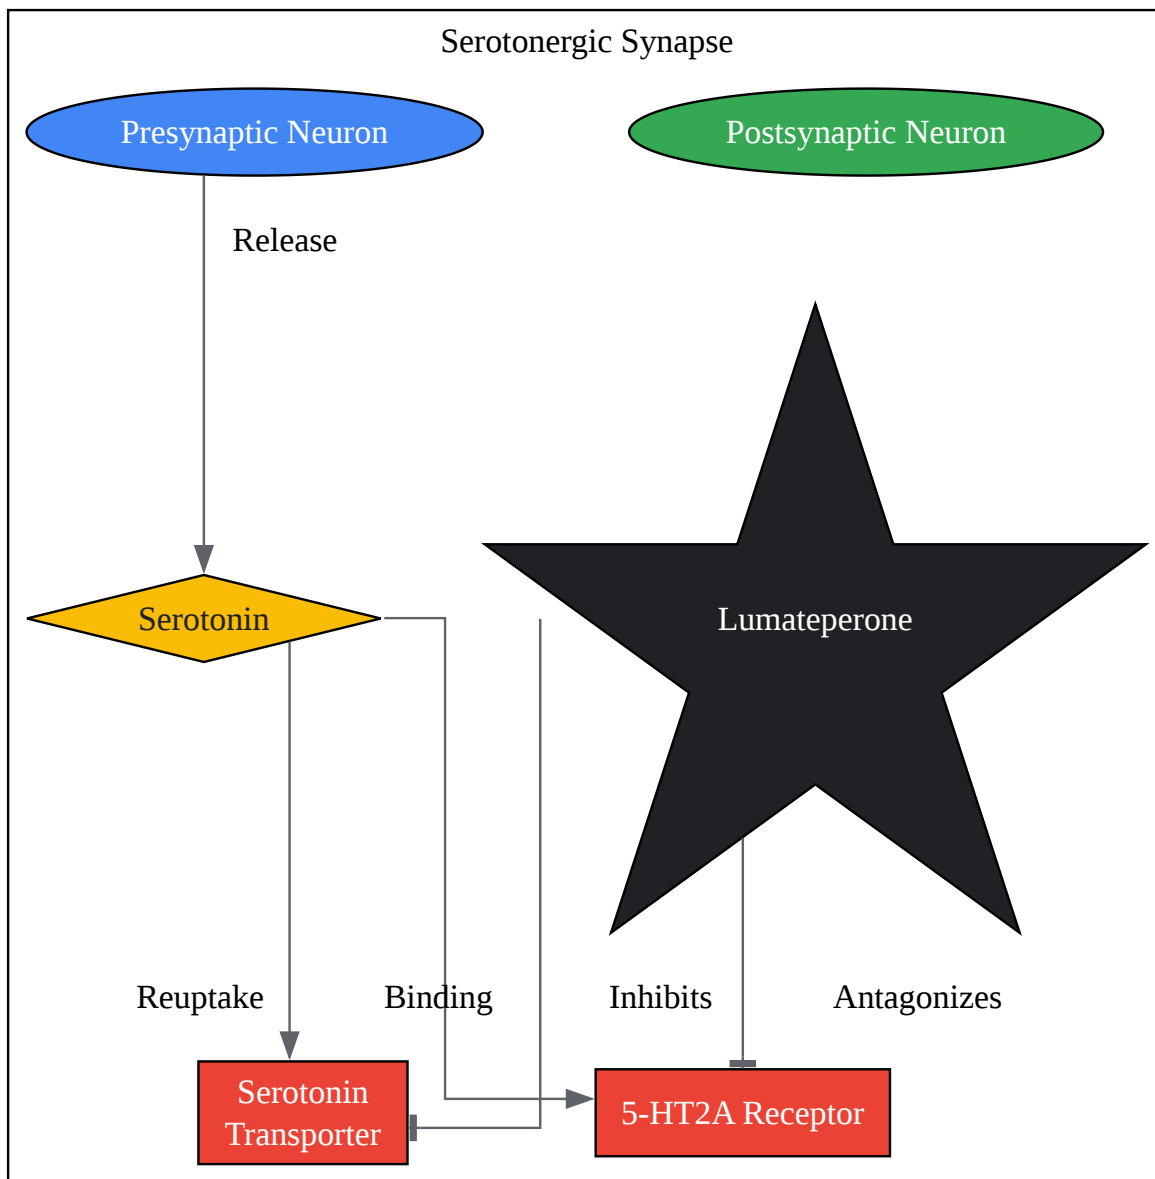 Serotonergic Synapse
Presynaptic Neuron
Postsynaptic Neuron
Release
Serotonin
Lumateperone
Reuptake
Binding
Inhibits
Antagonizes
Serotonin
Transporter
5-HT2A Receptor